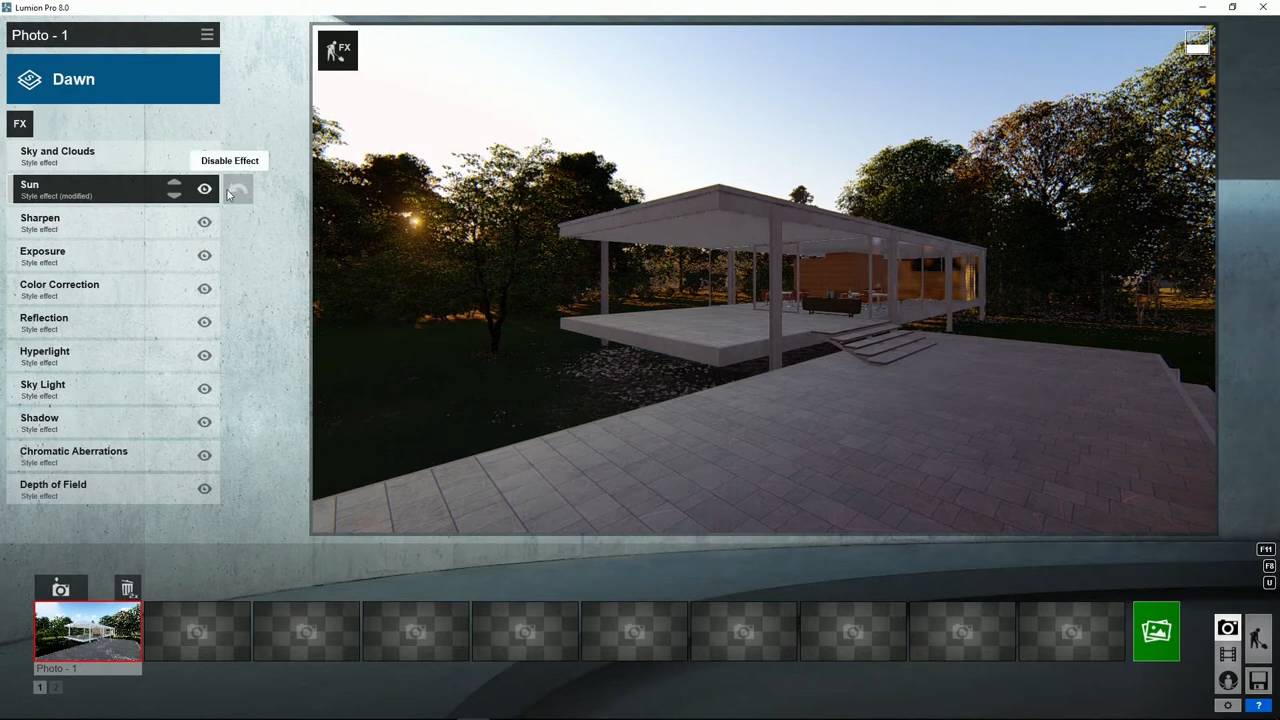 Lumion Pro 8.0
Photo - 1
Dawn
FX
FX
Sky and Clouds
Style effect
Disable Effect
Sun
Style effect (modified)
Sharpen
Style effect
Exposure
Style effect
Color Correction
Style effect
Reflection
Style effect
Hyperlight
Style effect
Sky Light
Style effect
Shadow
Style effect
Chromatic Aberrations
Style effect
Depth of Field
Style effect
F11
F8
U
Photo - 1
1 2
?